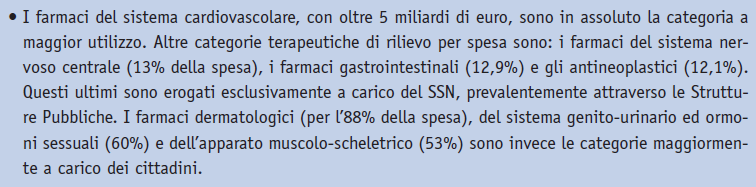 • I farmaci del sistema cardiovascolare, con oltre 5 miliardi di euro, sono in assoluto la categoria a
maggior utilizzo. Altre categorie terapeutiche di rilievo per spesa sono: i farmaci del sistema ner-
voso centrale (13% della spesa), i farmaci gastrointestinali (12,9%) e gli antineoplastici (12,1%).
Questi ultimi sono erogati esclusivamente a carico del SSN, prevalentemente attraverso le Struttu-
re Pubbliche. I farmaci dermatologici (per l’88% della spesa), del sistema genito-urinario ed ormo-
ni sessuali (60%) e dell’apparato muscolo-scheletrico (53%) sono invece le categorie maggiormen-
te a carico dei cittadini.